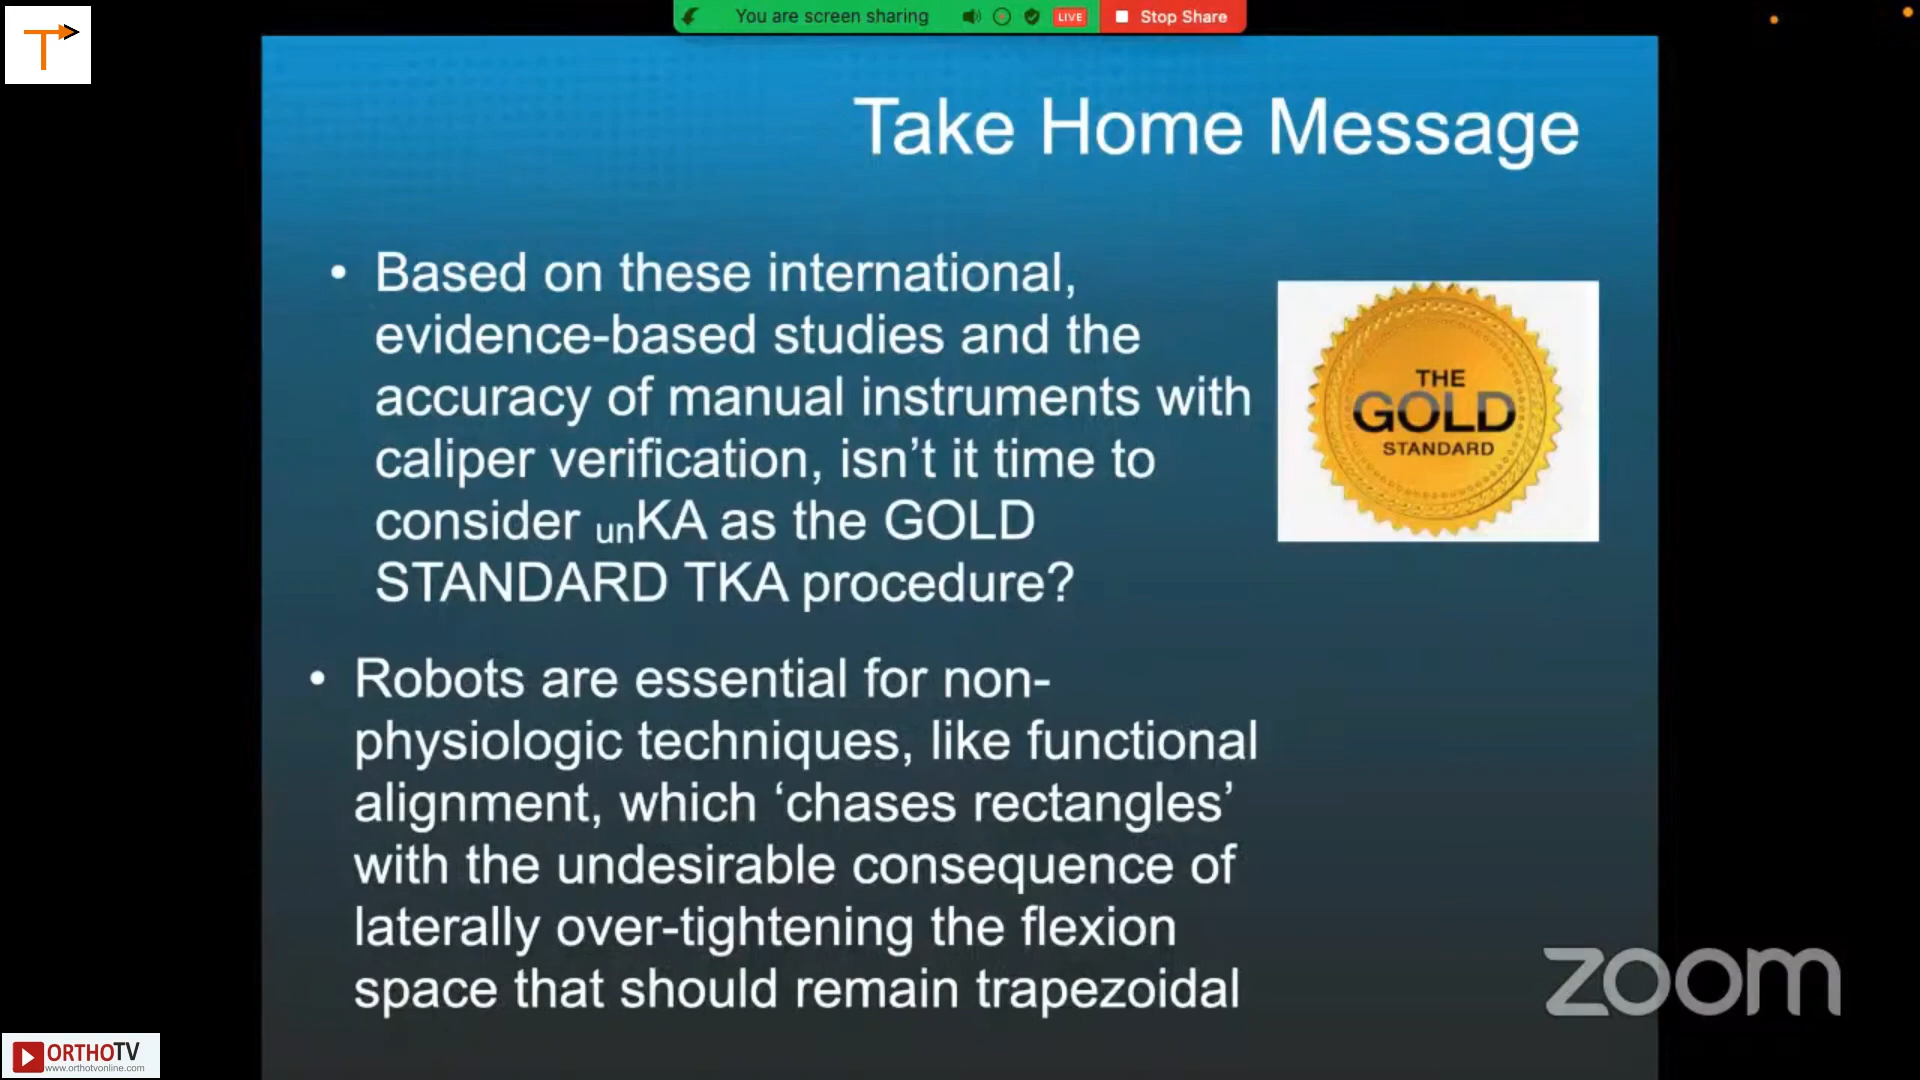 You are screen sharing
LIVE
Stop Share
T
Take Home Message
• Based on these international,
evidence-based studies and the
accuracy of manual instruments with
caliper verification, isn’t it time to
consider unKA as the GOLD
STANDARD TKA procedure?
THE
GOLD
STANDARD
• Robots are essential for non-
physiologic techniques, like functional
alignment, which ‘chases rectangles’
with the undesirable consequence of
laterally over-tightening the flexion
space that should remain trapezoidal
zoom
ORTHOTV
www.orthotvonline.com